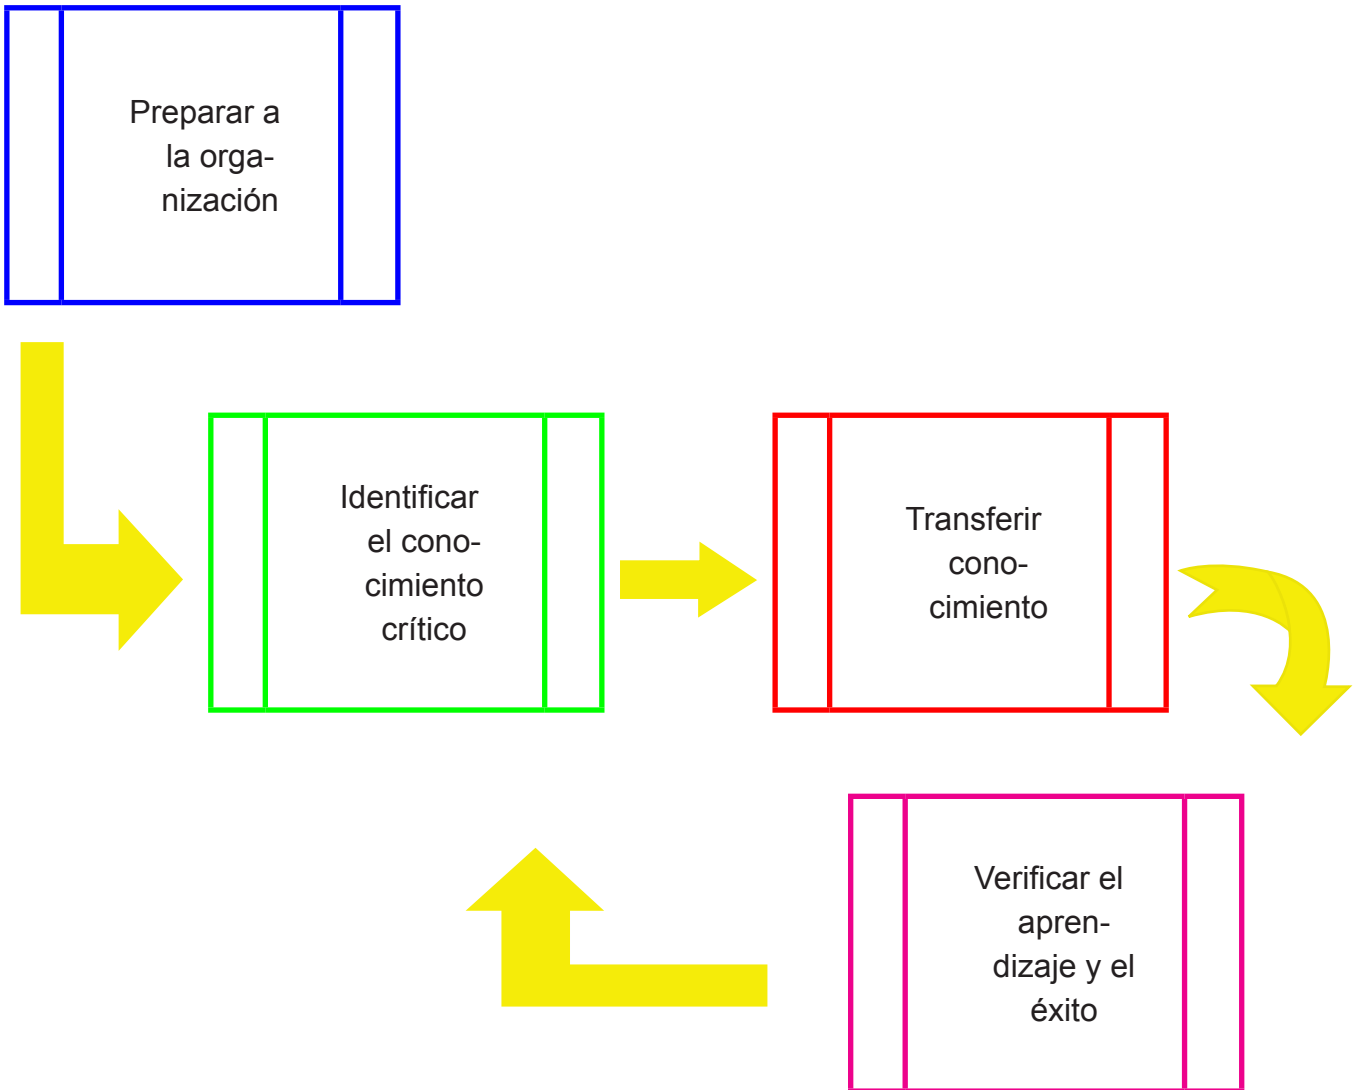 Preparar a
la orga-
nización
Identificar
el cono-
cimiento
crítico
Transferir
cono-
cimiento
Verificar el
apren-
dizaje y el
éxito